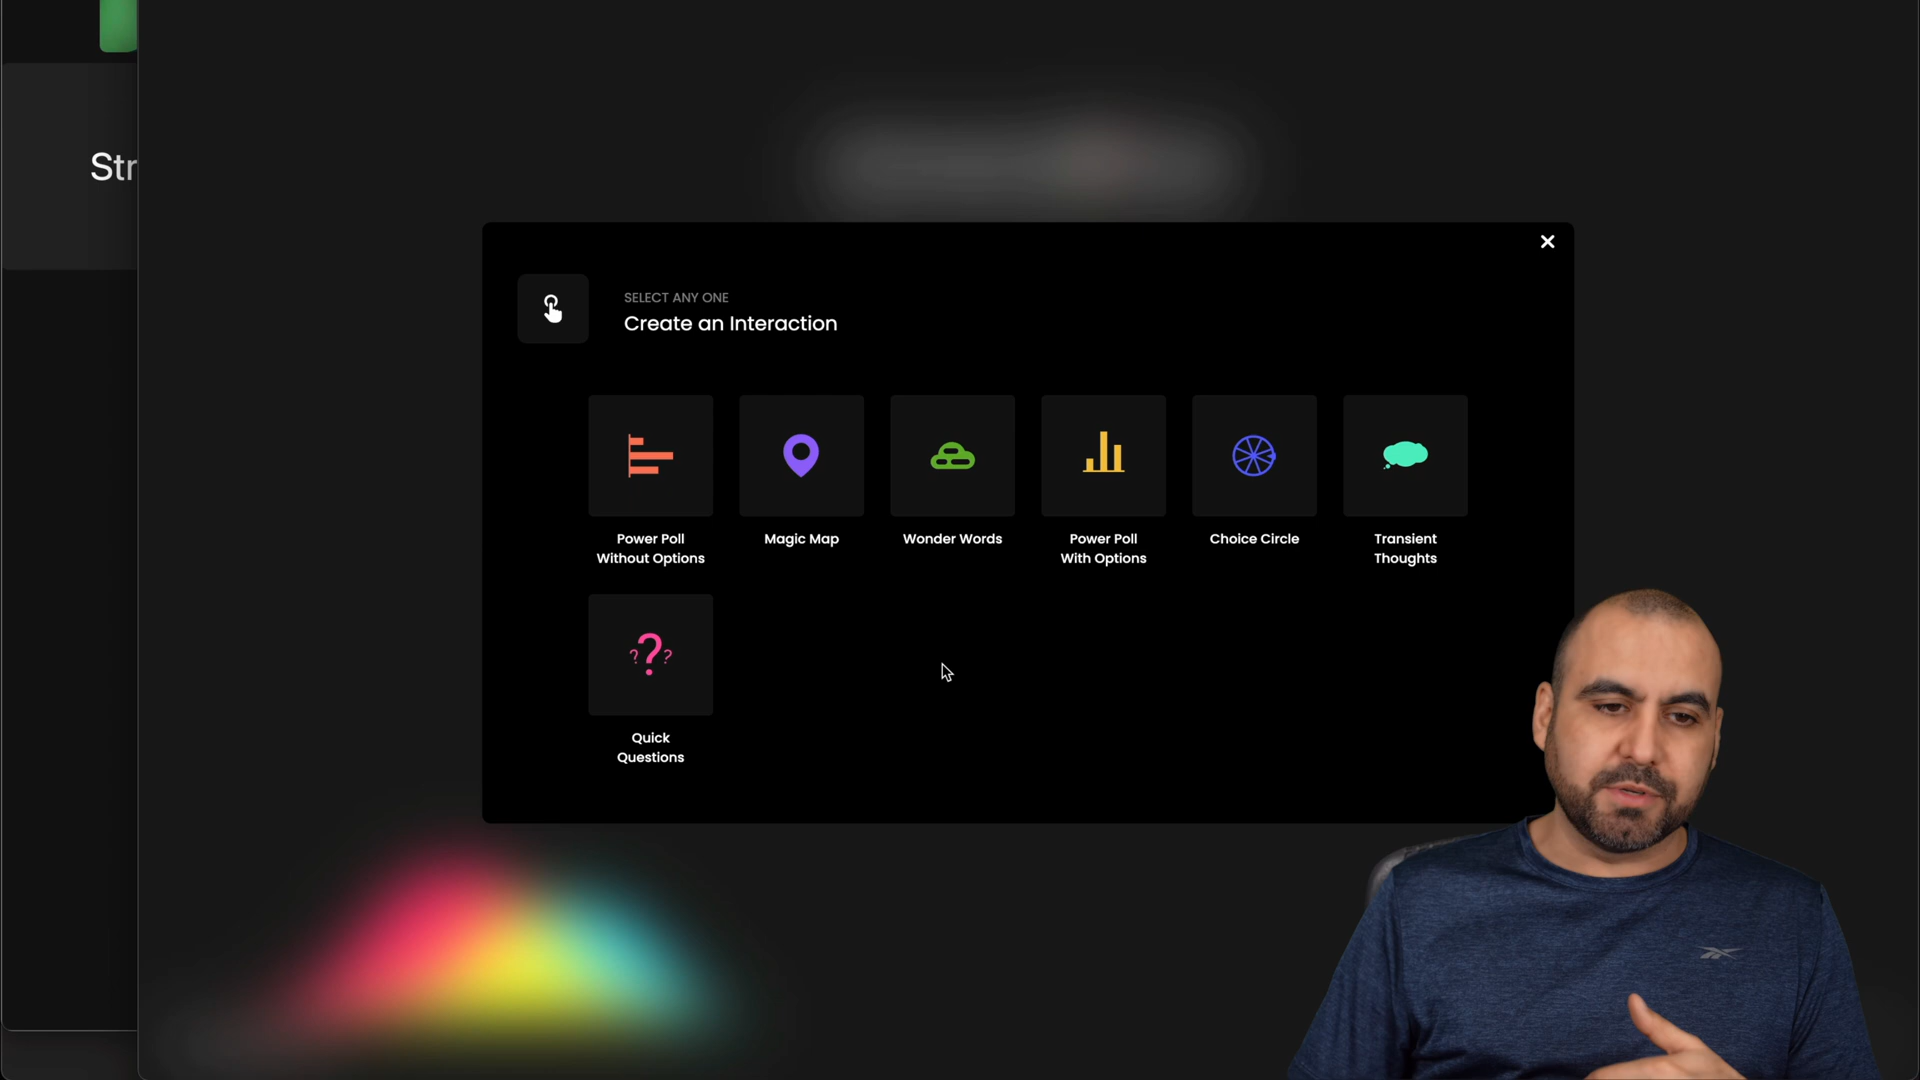 Str
SELECT ANY ONE
Create an Interaction
Power Poll
Without Options
Magic Map
Wonder Words
Power Poll
With Options
Choice Circle
Transient
Thoughts
? ? ?
Quick
Questions